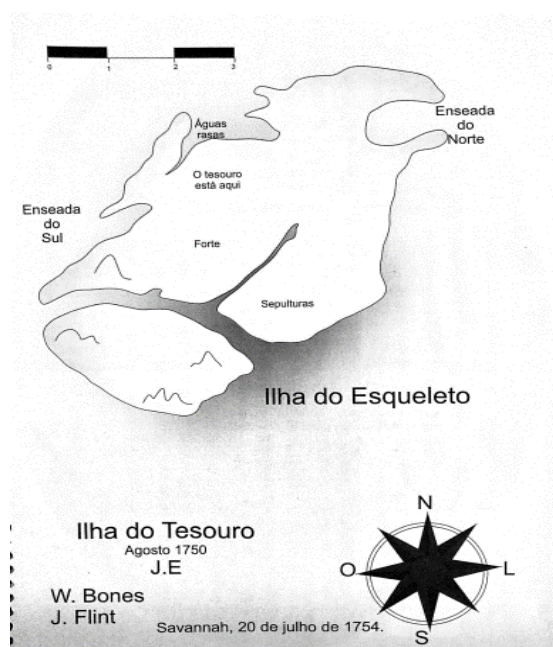 0 1 2 3
Águas
rasas
Enseada
do
Norte
O tesouro
está aqui
Enseada
do
Sul
Forte
Sepulturas
Ilha do Esqueleto
Ilha do Tesouro
Agosto 1750
J.E
W. Bones
J. Flint
Savannah, 20 de julho de 1754.
N
O L
S